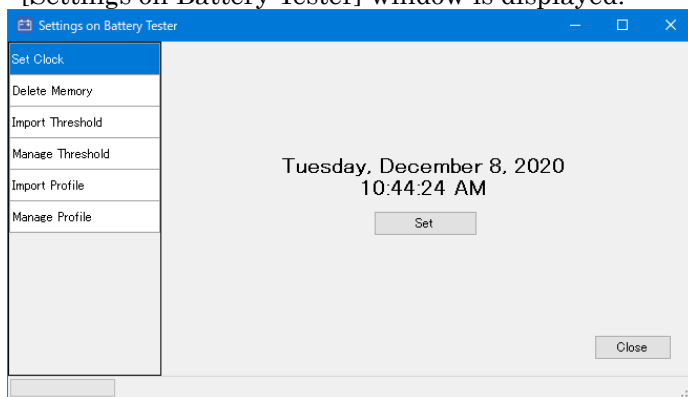 [Settings on Battery Tester] window is displayed.
Settings on Battery Tester
Set Clock
Delete Memory
Import Threshold
Manage Threshold
Import Profile
Manage Profile
Tuesday, December 8, 2020
10:44:24 AM
Set
Close